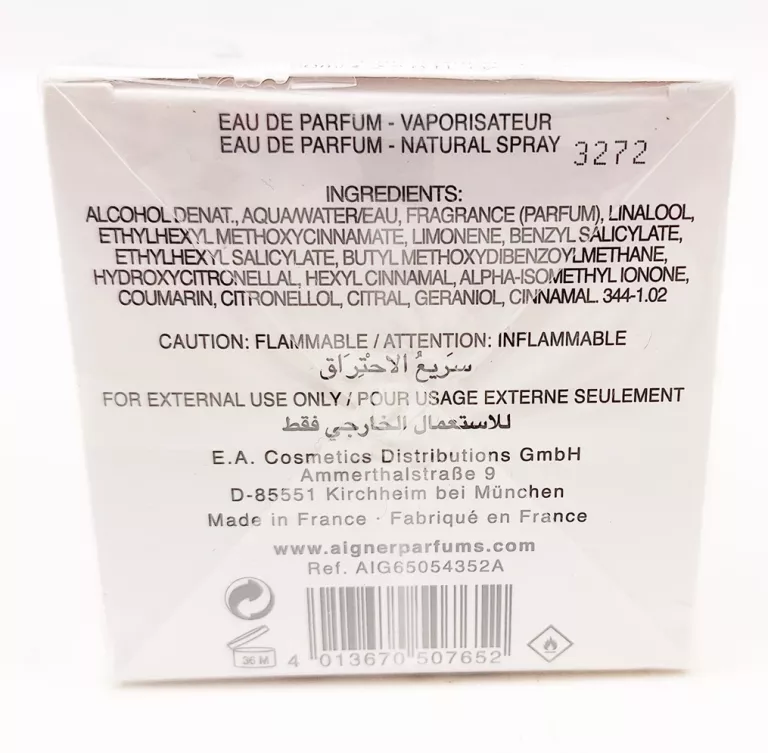 EAU DE PARFUM - VAPORISATEUR
EAU DE PARFUM - NATURAL SPRAY 3272
INGREDIENTS:
ALCOHOL DENAT., AQUA/WATER/EAU, FRAGRANCE (PARFUM), LINALOOL,
ETHYLHEXYL METHOXYCINNAMATE, LIMONENE, BENZYL SALICYLATE,
ETHYLHEXYL SALICYLATE, BUTYL METHOXYDIBENZOYLMETHANE,
HYDROXYCITRONELLAL, HEXYL CINNAMAL, ALPHA-ISOMETHYL IONONE,
COUMARIN, CITRONELLOL, CITRAL, GERANIOL, CINNAMAL. 344-1.02
CAUTION: FLAMMABLE / ATTENTION: INFLAMMABLE
سَرِيعُ الاحْتِرَاق
FOR EXTERNAL USE ONLY / POUR USAGE EXTERNE SEULEMENT
للاستعمال الخارجي فقط
E.A. Cosmetics Distributions GmbH
Ammerthalstraße 9
D-85551 Kirchheim bei München
Made in France · Fabriqué en France
www.aignerparfums.com
Ref. AIG65054352A
36 M 4 013670 507652